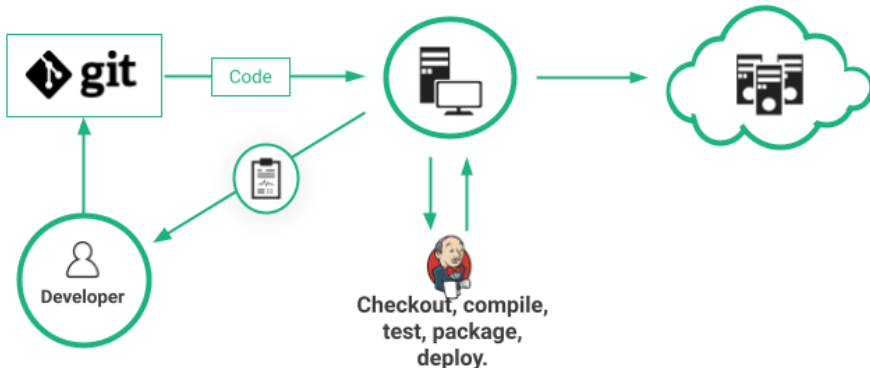 git
Code
Developer
Checkout, compile,
test, package,
deploy.